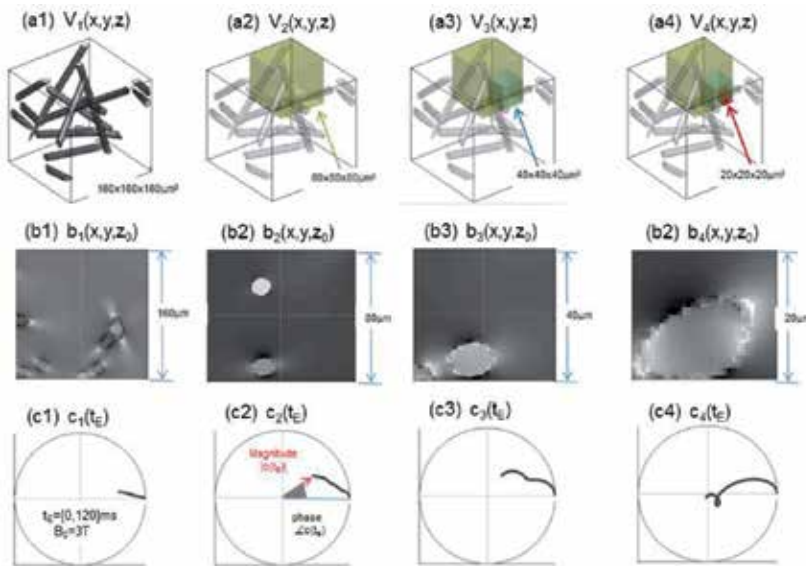 (a1) V₁(x,y,z)
(a2) V₂(x,y,z)
(a3) V₃(x,y,z)
(a4) V₄(x,y,z)
160x160x160μm³
80x80x80μm³
40x40x40μm³
20x20x20μm³
(b1) b₁(x,y,z₀)
(b2) b₂(x,y,z₀)
(b3) b₃(x,y,z₀)
(b2) b₄(x,y,z₀)
160μm
80μm
40μm
20μm
(c1) c₁(t_E)
(c2) c₂(t_E)
(c3) c₃(t_E)
(c4) c₄(t_E)
t_E=[0,120]ms
B₀=3T
Magnitude
|c(t_E)|
phase
∠c(t_E)